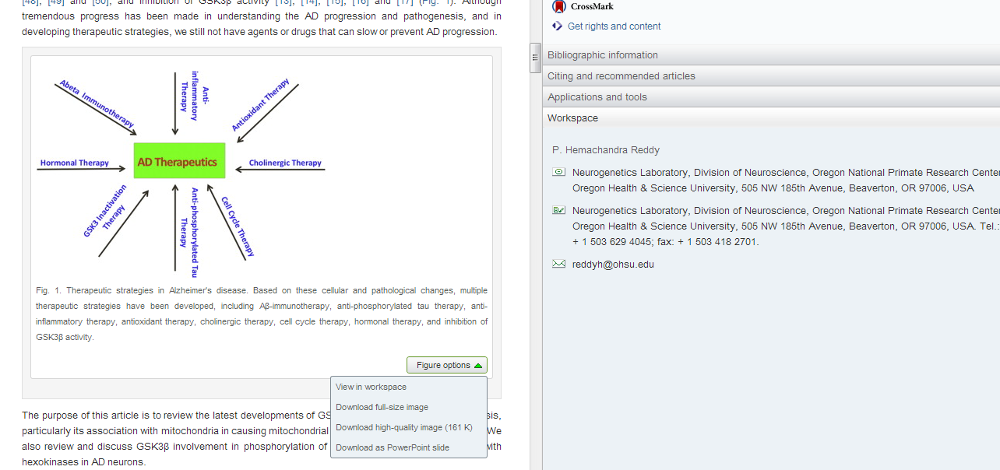 [48], [49] and [50], and inhibition of GSK3β activity [13], [14], [15], [16] and [17] (Fig. 1). Although
tremendous progress has been made in understanding the AD progression and pathogenesis, and in
developing therapeutic strategies, we still not have agents or drugs that can slow or prevent AD progression.
Abeta Immunotherapy
Anti-
inflammatory
Therapy
Antioxidant Therapy
Hormonal Therapy
AD Therapeutics
Cholinergic Therapy
GSK3 Inactivation
Therapy
Anti-phosphorylated Tau
Therapy
Cell Cycle Therapy
Fig. 1. Therapeutic strategies in Alzheimer's disease. Based on these cellular and pathological changes, multiple
therapeutic strategies have been developed, including Aβ-immunotherapy, anti-phosphorylated tau therapy, anti-
inflammatory therapy, antioxidant therapy, cholinergic therapy, cell cycle therapy, hormonal therapy, and inhibition of
GSK3β activity.
Figure options
View in workspace
Download full-size image
Download high-quality image (161 K)
Download as PowerPoint slide
The purpose of this article is to review the latest developments of GS sis,
particularly its association with mitochondria in causing mitochondrial We
also review and discuss GSK3β involvement in phosphorylation of with
hexokinases in AD neurons.
CrossMark
Get rights and content
Bibliographic information
Citing and recommended articles
Applications and tools
Workspace
P. Hemachandra Reddy
Neurogenetics Laboratory, Division of Neuroscience, Oregon National Primate Research Center
Oregon Health & Science University, 505 NW 185th Avenue, Beaverton, OR 97006, USA
Neurogenetics Laboratory, Division of Neuroscience, Oregon National Primate Research Center
Oregon Health & Science University, 505 NW 185th Avenue, Beaverton, OR 97006, USA. Tel.:
+ 1 503 629 4045; fax: + 1 503 418 2701.
reddyh@ohsu.edu